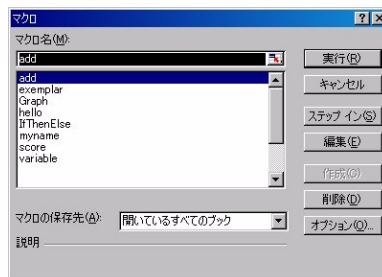 マクロ
マクロ名(M):
add
add
exemplar
Graph
hello
IfThenElse
myname
score
variable
マクロの保存先(A): 開いているすべてのブック
説明
実行(R)
キャンセル
ステップ イン(S)
編集(E)
作成(C)
削除(D)
オプション(O)...